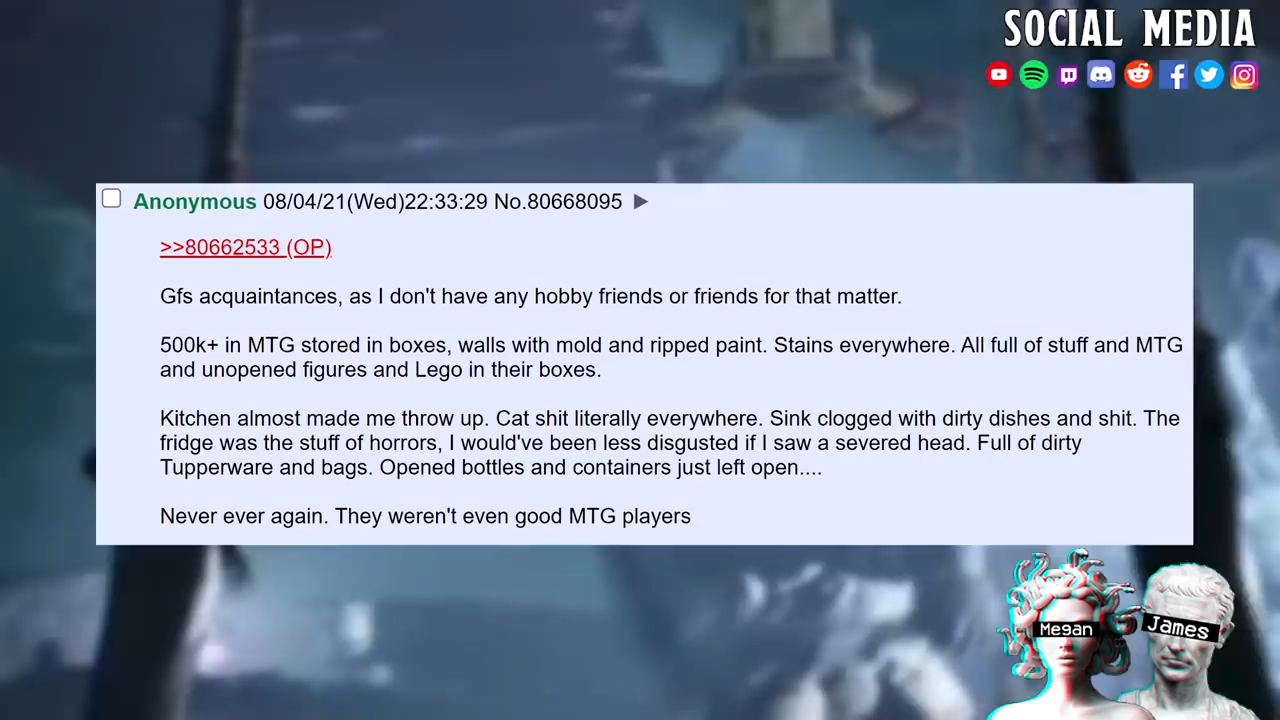 SOCIAL MEDIA
Anonymous 08/04/21(Wed)22:33:29 No.80668095 ▶
>>80662533 (OP)
Gfs acquaintances, as I don't have any hobby friends or friends for that matter.
500k+ in MTG stored in boxes, walls with mold and ripped paint. Stains everywhere. All full of stuff and MTG
and unopened figures and Lego in their boxes.
Kitchen almost made me throw up. Cat shit literally everywhere. Sink clogged with dirty dishes and shit. The
fridge was the stuff of horrors, I would've been less disgusted if I saw a severed head. Full of dirty
Tupperware and bags. Opened bottles and containers just left open....
Never ever again. They weren't even good MTG players
Megan
James